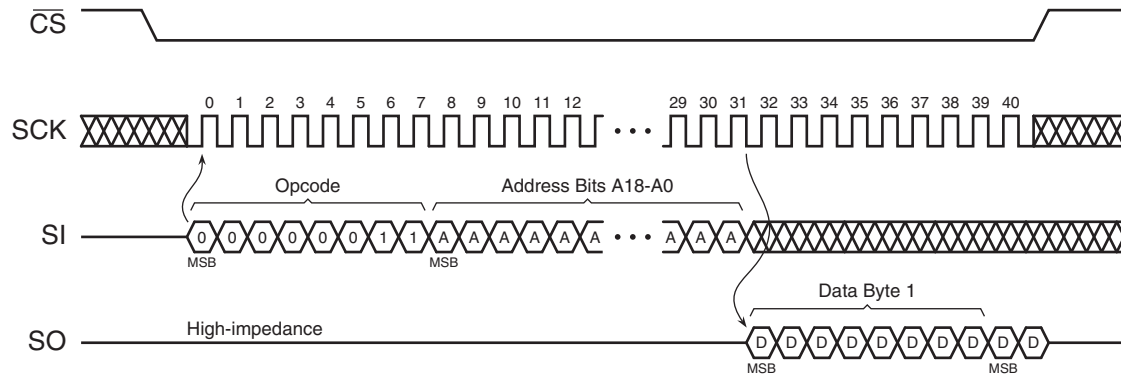 CS
0 1 2 3 4 5 6 7 8 9 10 11 12 29 30 31 32 33 34 35 36 37 38 39 40
SCK
Opcode Address Bits A18-A0
SI 0 0 0 0 0 0 1 1 A A A A A A A A A
MSB MSB
Data Byte 1
High-impedance
SO D D D D D D D D D D
MSB MSB